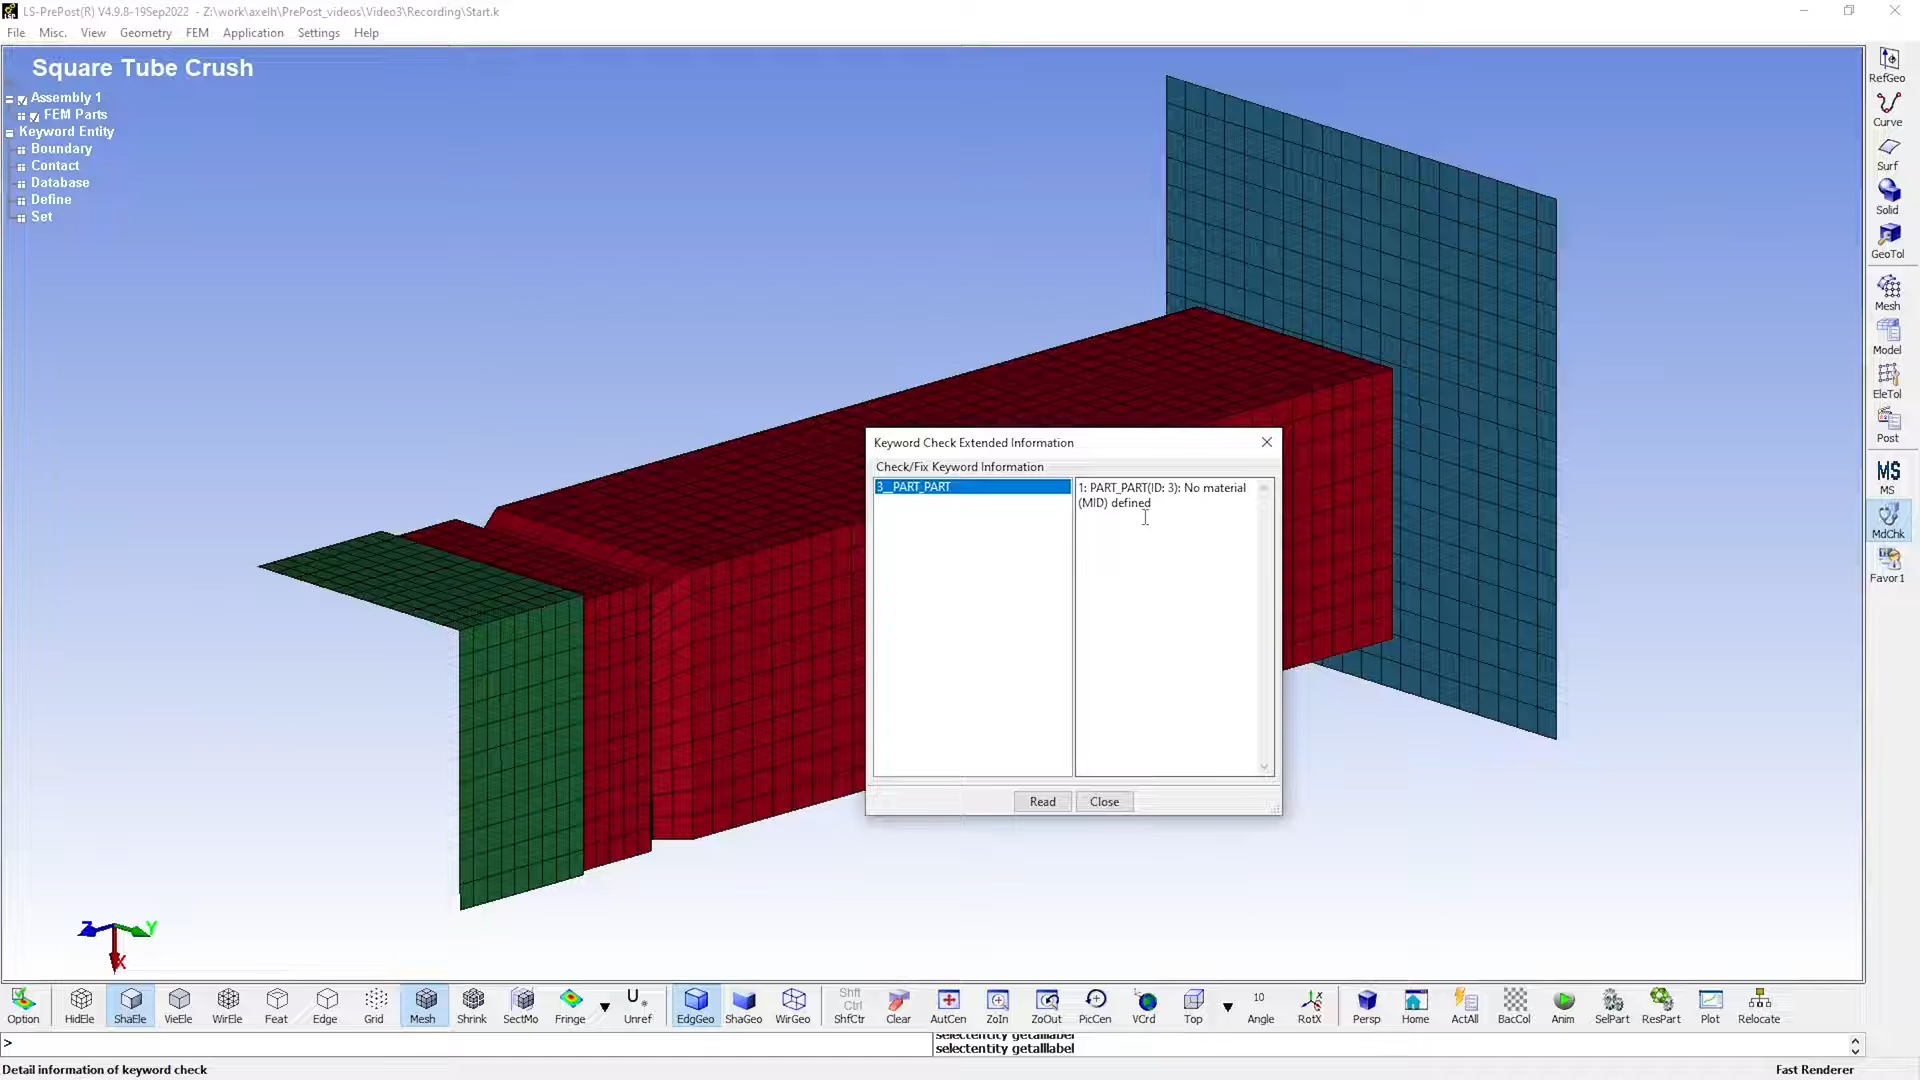 LS-PrePost(R) V4.9.8-19Sep2022 - Z:\work\axelh\PrePost_videos\Video3\Recording\Start.k
File Misc. View Geometry FEM Application Settings Help
Square Tube Crush
Assembly 1
FEM Parts
Keyword Entity
Boundary
Contact
Database
Define
Set
RefGeo
Curve
Surf
Solid
GeoTol
Mesh
Model
EleTol
Post
MS
MS
MdChk
Favor1
Keyword Check Extended Information
Check/Fix Keyword Information
3__PART_PART
1: PART_PART(ID: 3): No material
(MID) defined
Read Close
Z Y
X
Shft
Ctrl
10
Option HidEle ShaEle VieEle WirEle Feat Edge Grid Mesh Shrink SectMo Fringe Unref EdgGeo ShaGeo WirGeo ShfCtr Clear AutCen ZoIn ZoOut PicCen VCrd Top Angle RotX Persp Home ActAll BacCol Anim SelPart ResPart Plot Relocate
selectentity getalllabel
>
selectentity getalllabel
Detail information of keyword check
Fast Renderer